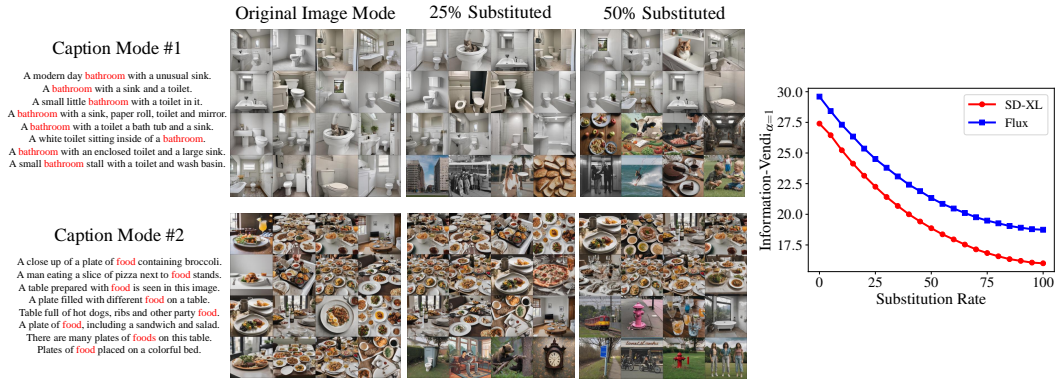 Original Image Mode
25% Substituted
50% Substituted
Caption Mode #1
A modern day bathroom with a unusual sink.
A bathroom with a sink and a toilet.
A small little bathroom with a toilet in it.
A bathroom with a sink, paper roll, toilet and mirror.
A bathroom with a toilet a bath tub and a sink.
A white toilet sitting inside of a bathroom.
A bathroom with an enclosed toilet and a large sink.
A small bathroom stall with a toilet and wash basin.
Caption Mode #2
A close up of a plate of food containing broccoli.
A man eating a slice of pizza next to food stands.
A table prepared with food is seen in this image.
A plate filled with different food on a table.
Table full of hot dogs, ribs and other party food.
A plate of food, including a sandwich and salad.
There are many plates of foods on this table.
Plates of food placed on a colorful bed.
Information-Vendi α=1
30.0
27.5
25.0
22.5
20.0
17.5
SD-XL
Flux
0 25 50 75 100
Substitution Rate